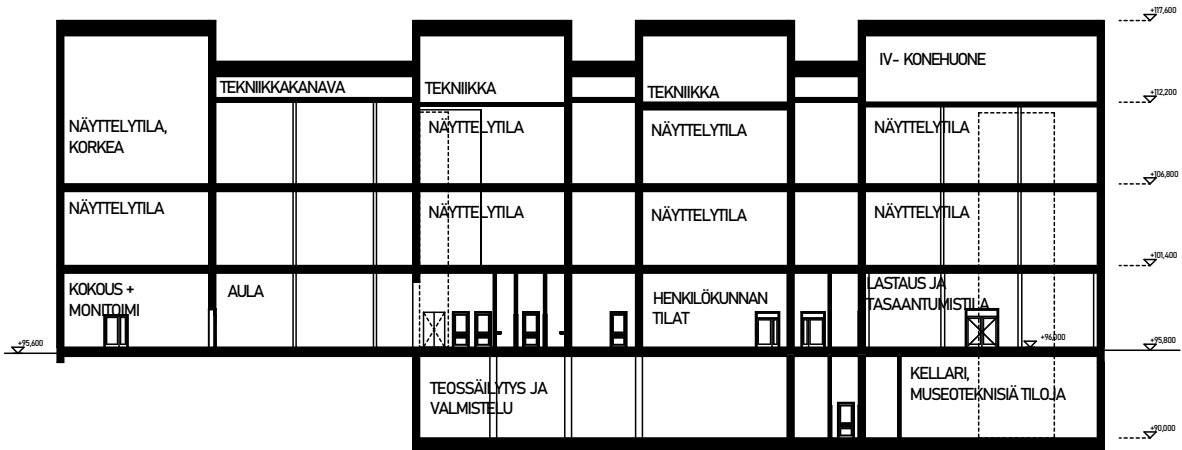 +117,600
IV- KONEHUONE
TEKNIIKKAKANAVA
TEKNIIKKA
TEKNIIKKA
+112,200
NÄYTTELYTILA,
KORKEA
NÄYTTELYTILA
NÄYTTELYTILA
NÄYTTELYTILA
+106,800
NÄYTTELYTILA
NÄYTTELYTILA
NÄYTTELYTILA
NÄYTTELYTILA
+101,400
KOKOUS +
MONITOIMI
AULA
HENKILÖKUNNAN
TILAT
LASTAUS JA
TASAANTUMISTILA
+95,600
+96,000
+95,800
TEOSSÄILYTYS JA
VALMISTELU
KELLARI,
MUSEOTEKNISIÄ TILOJA
+90,000